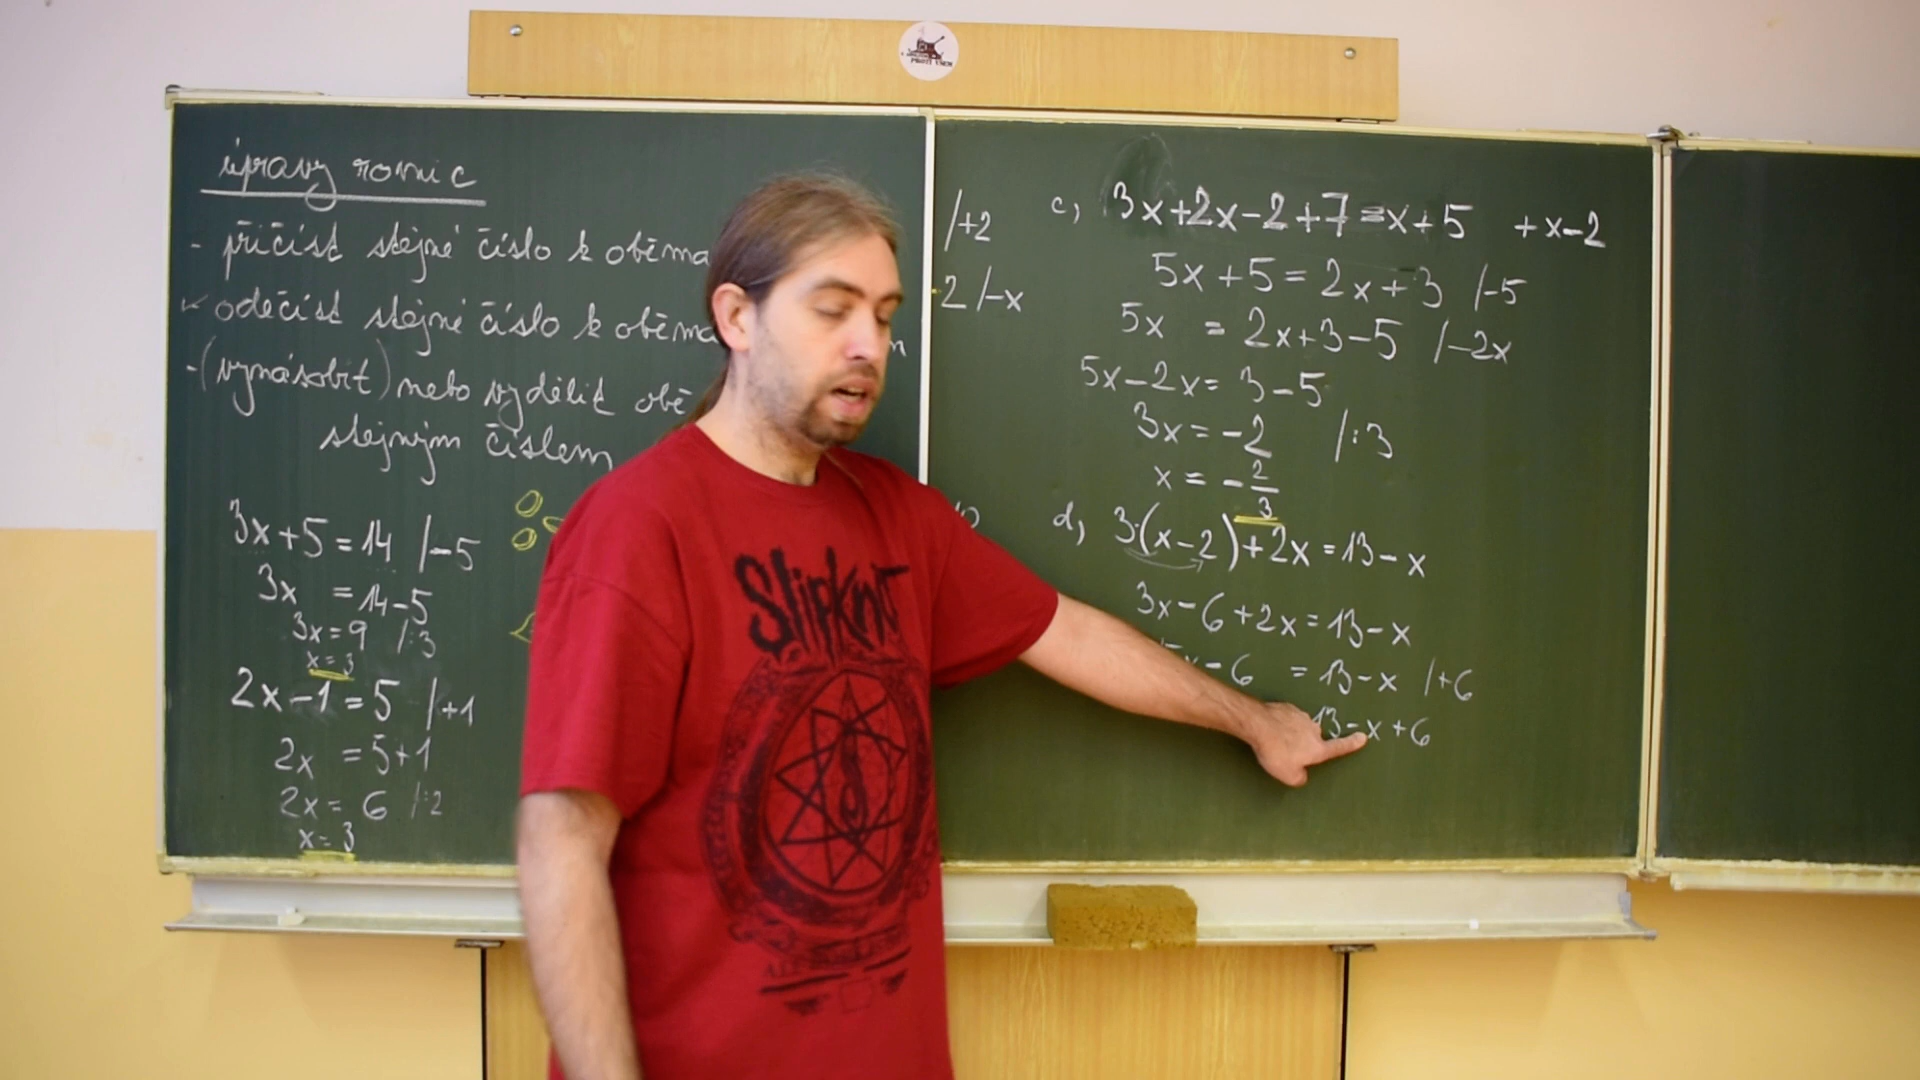 úpravy rovnic
- přičíst stejné číslo k oběma
- odečíst stejné číslo k oběma
- (vynásobit) nebo vydělit obě
stejným číslem
3x+5=14 /-5
3x =14-5
3x=9 /:3
x=3
2x-1=5 /+1
2x =5+1
2x= 6 /:2
x=3
/+2
2 /-x
c, 3x+2x-2+7=x+5 +x-2
5x+5=2x+3 /-5
5x =2x+3-5 /-2x
5x-2x= 3-5
3x=-2 /:3
x=-2/3
d, 3·(x-2)+2x=13-x
3x-6+2x=13-x
5x-6 =13-x /+6
13-x+6
PROTI VŠEM
Slipknot